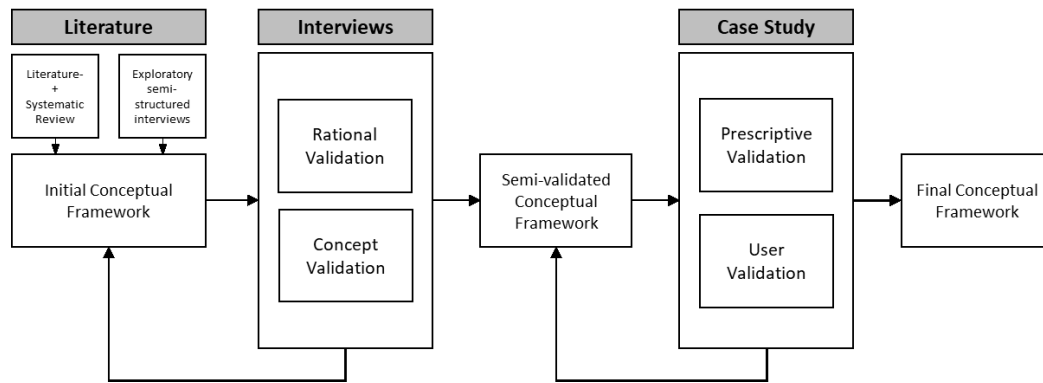 Literature
Interviews
Case Study
Literature-
+
Systematic
Review
Exploratory
semi-
structured
interviews
Initial Conceptual
Framework
Rational
Validation
Concept
Validation
Semi-validated
Conceptual
Framework
Prescriptive
Validation
User
Validation
Final Conceptual
Framework